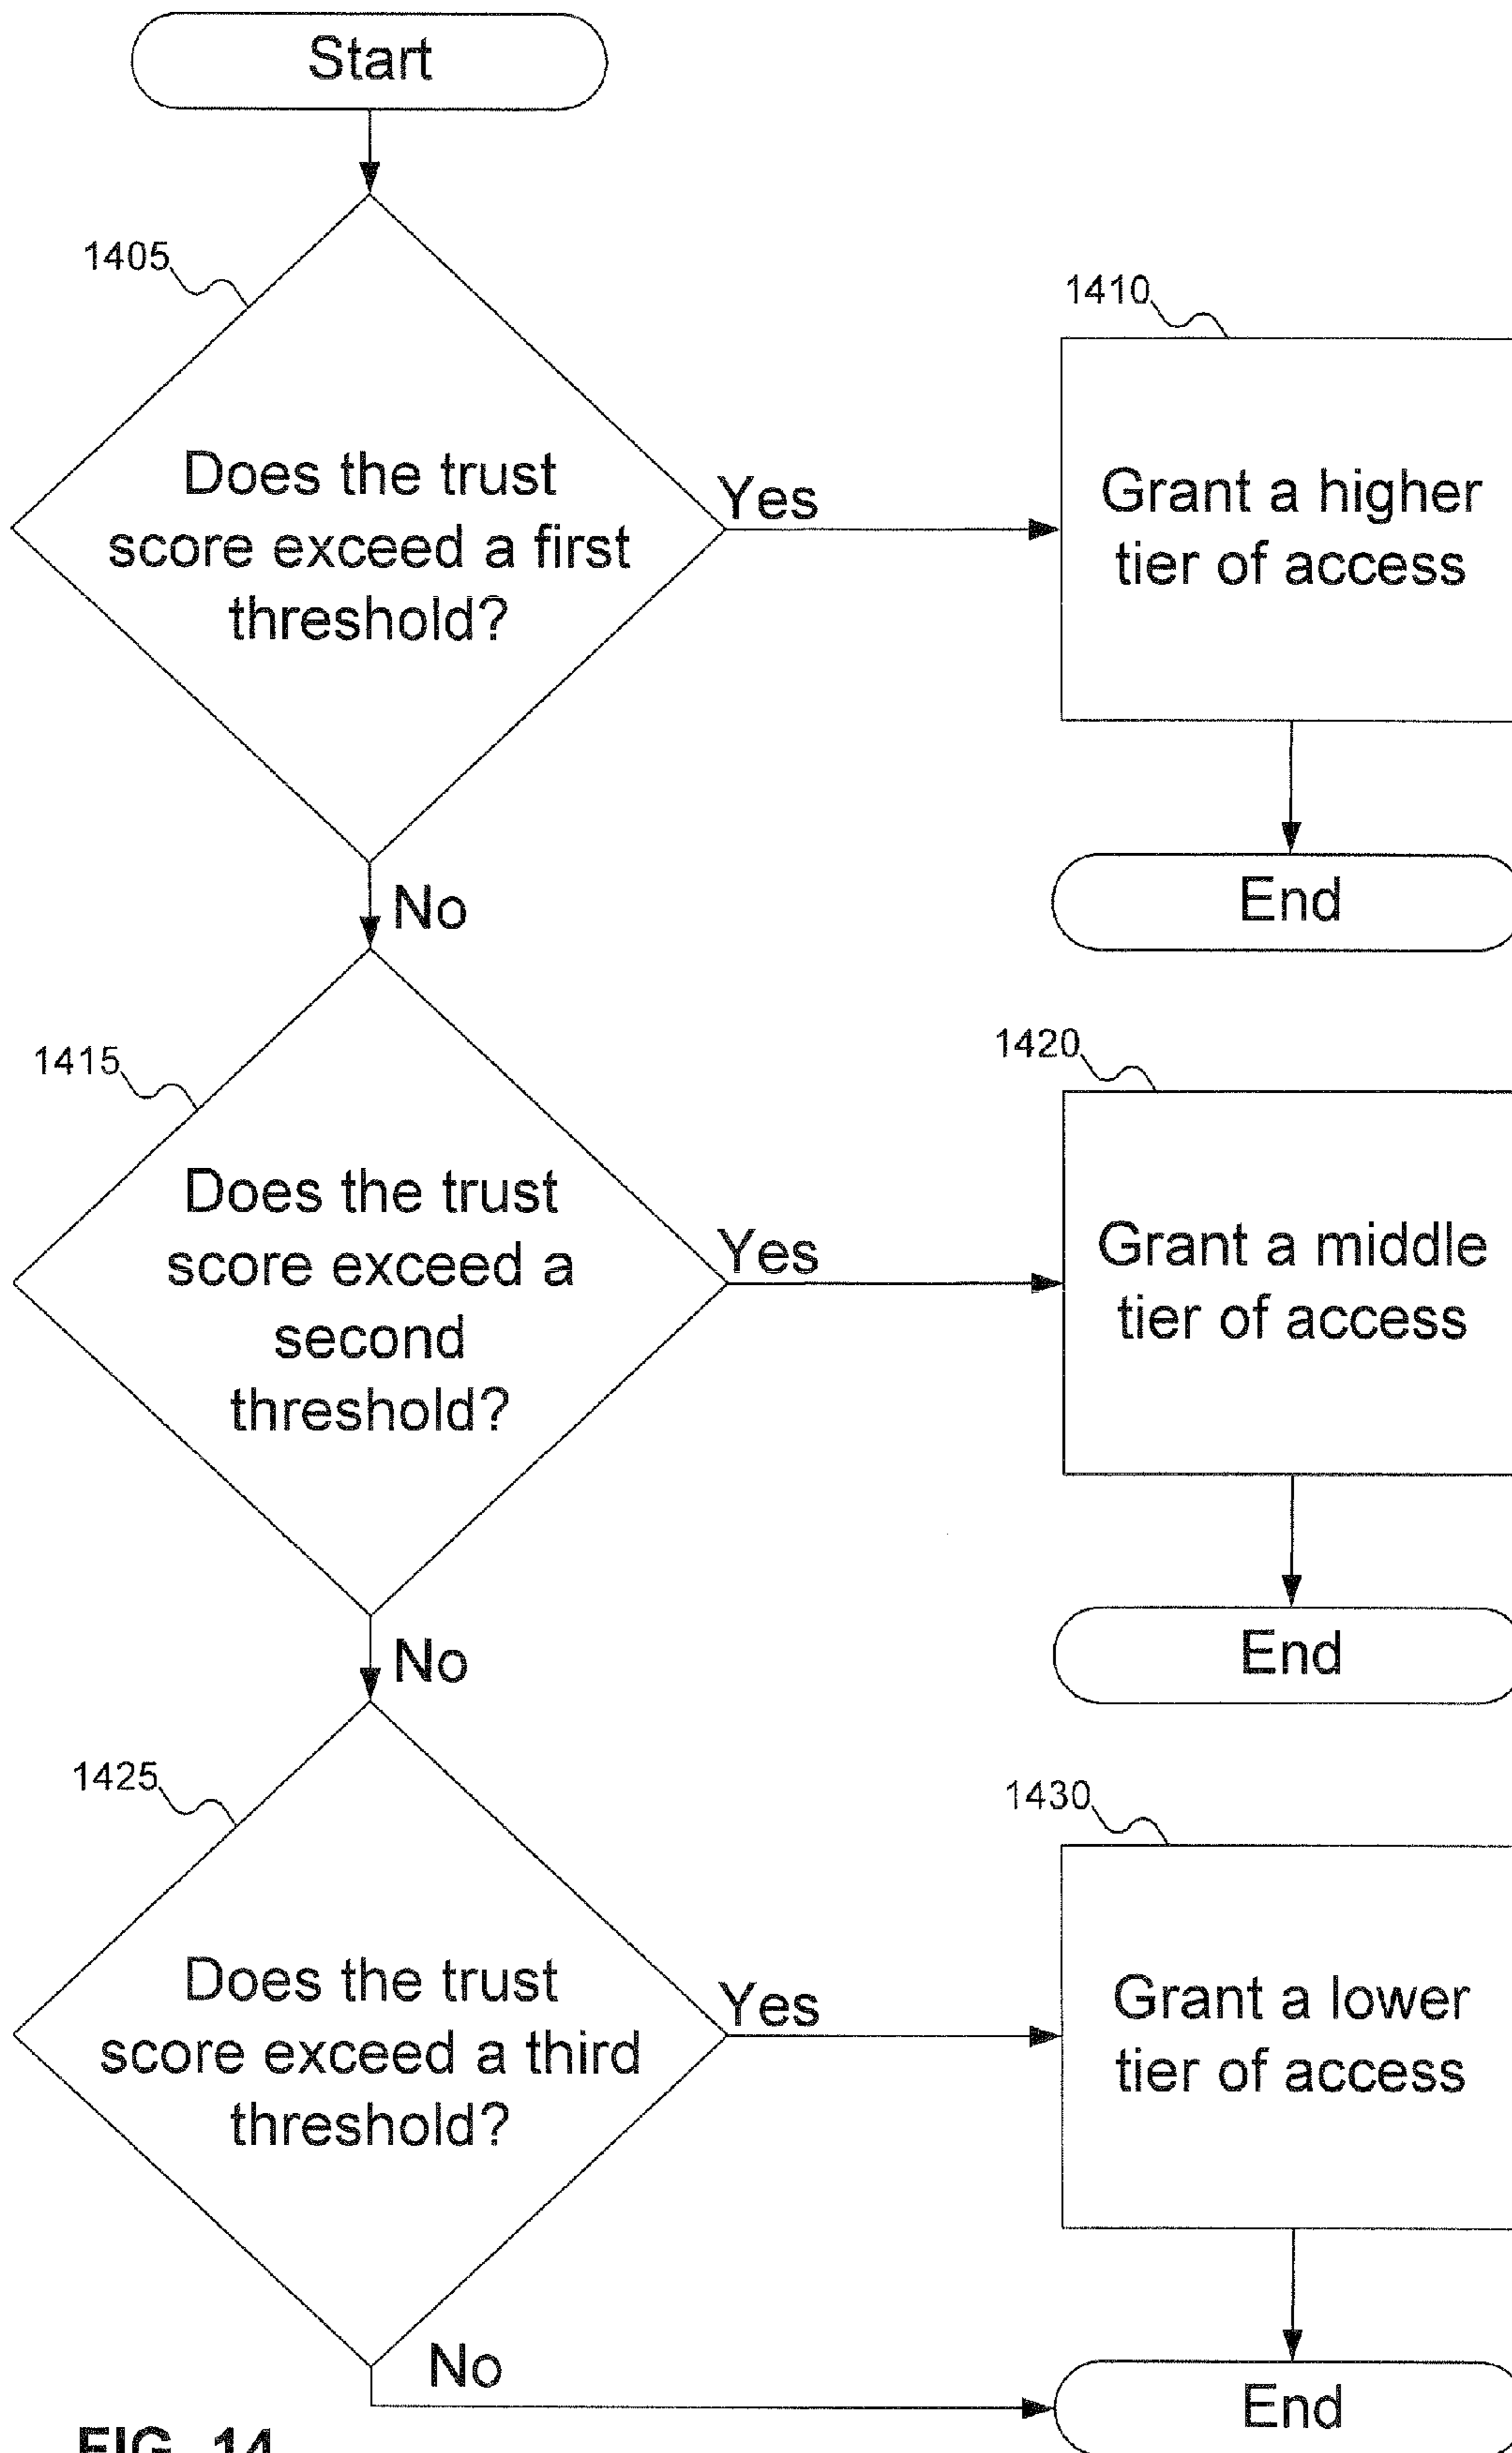 Start
1405
Does the trust
score exceed a first
threshold?
Yes
1410
Grant a higher
tier of access
End
No
1415
Does the trust
score exceed a
second
threshold?
Yes
1420
Grant a middle
tier of access
End
No
1425
Does the trust
score exceed a third
threshold?
Yes
1430
Grant a lower
tier of access
No
End
FIG. 14